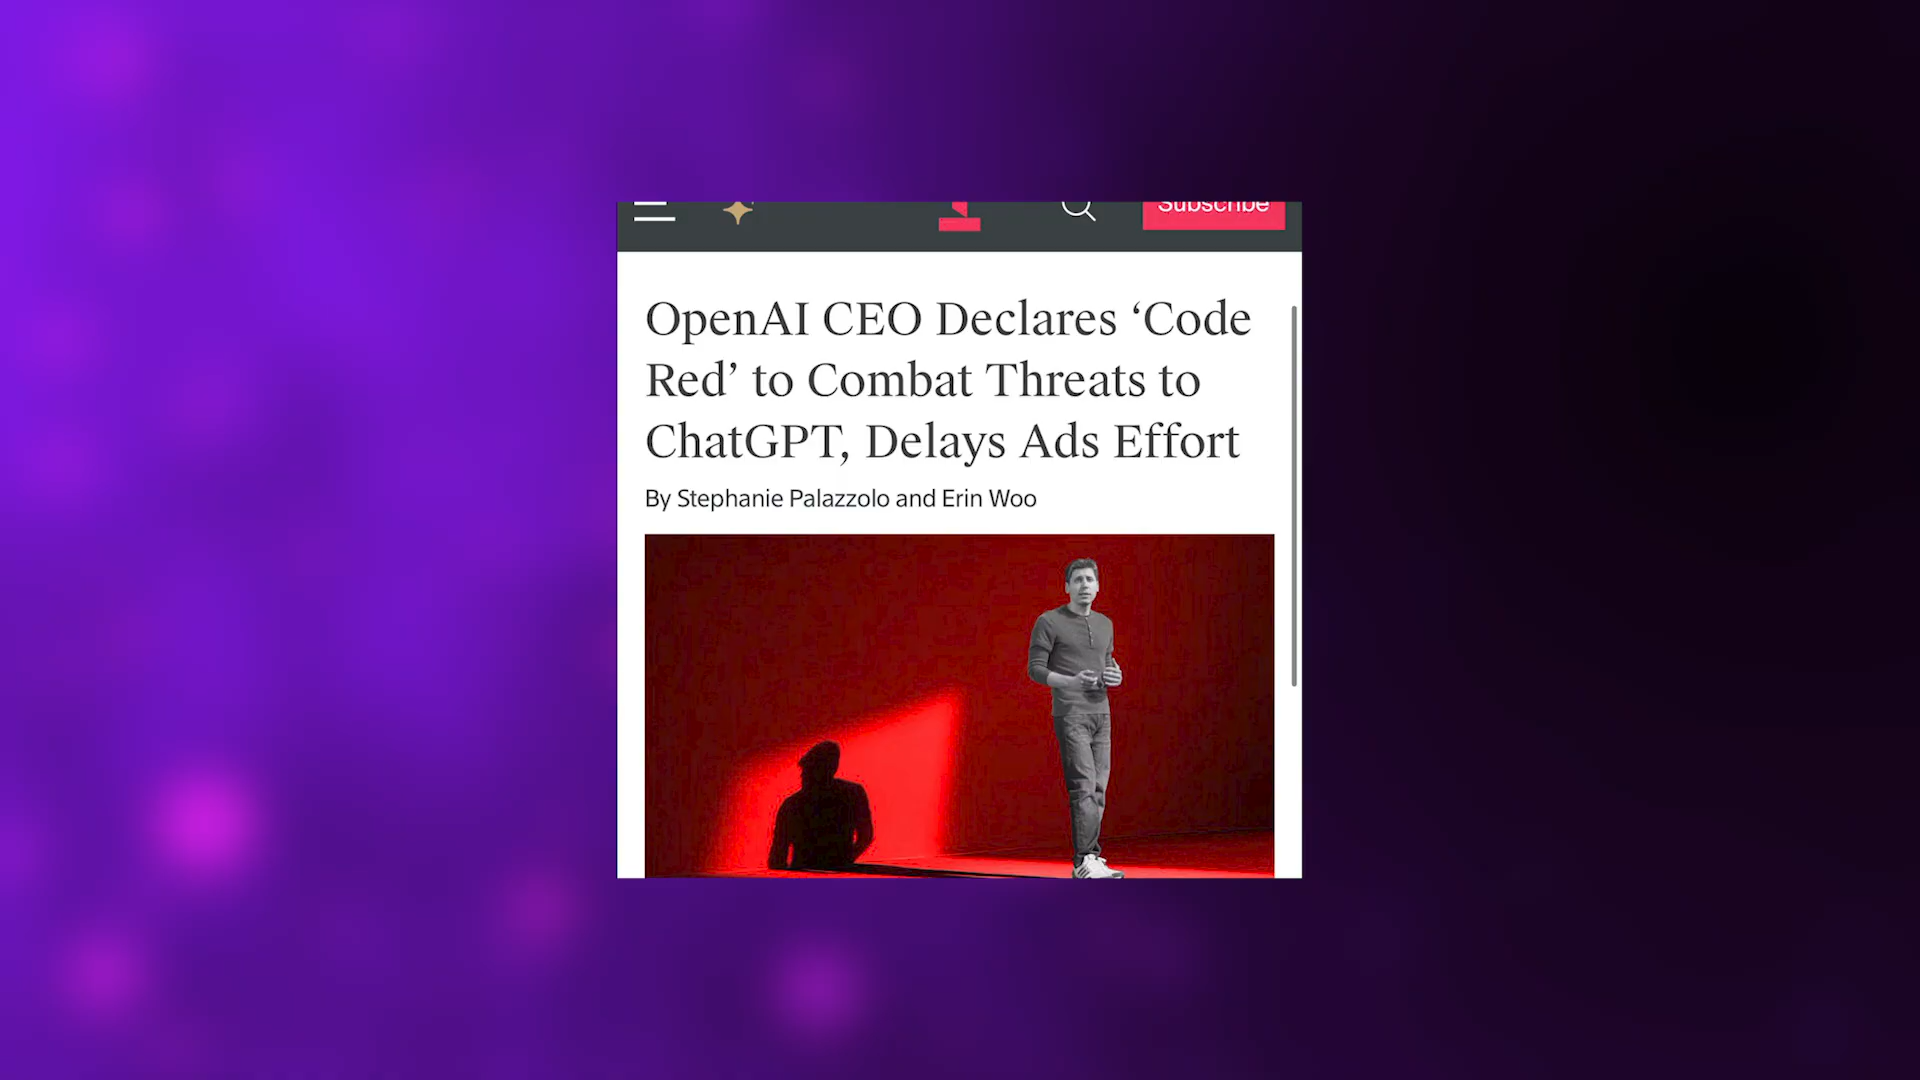 Subscribe
OpenAI CEO Declares ‘Code
Red’ to Combat Threats to
ChatGPT, Delays Ads Effort
By Stephanie Palazzolo and Erin Woo